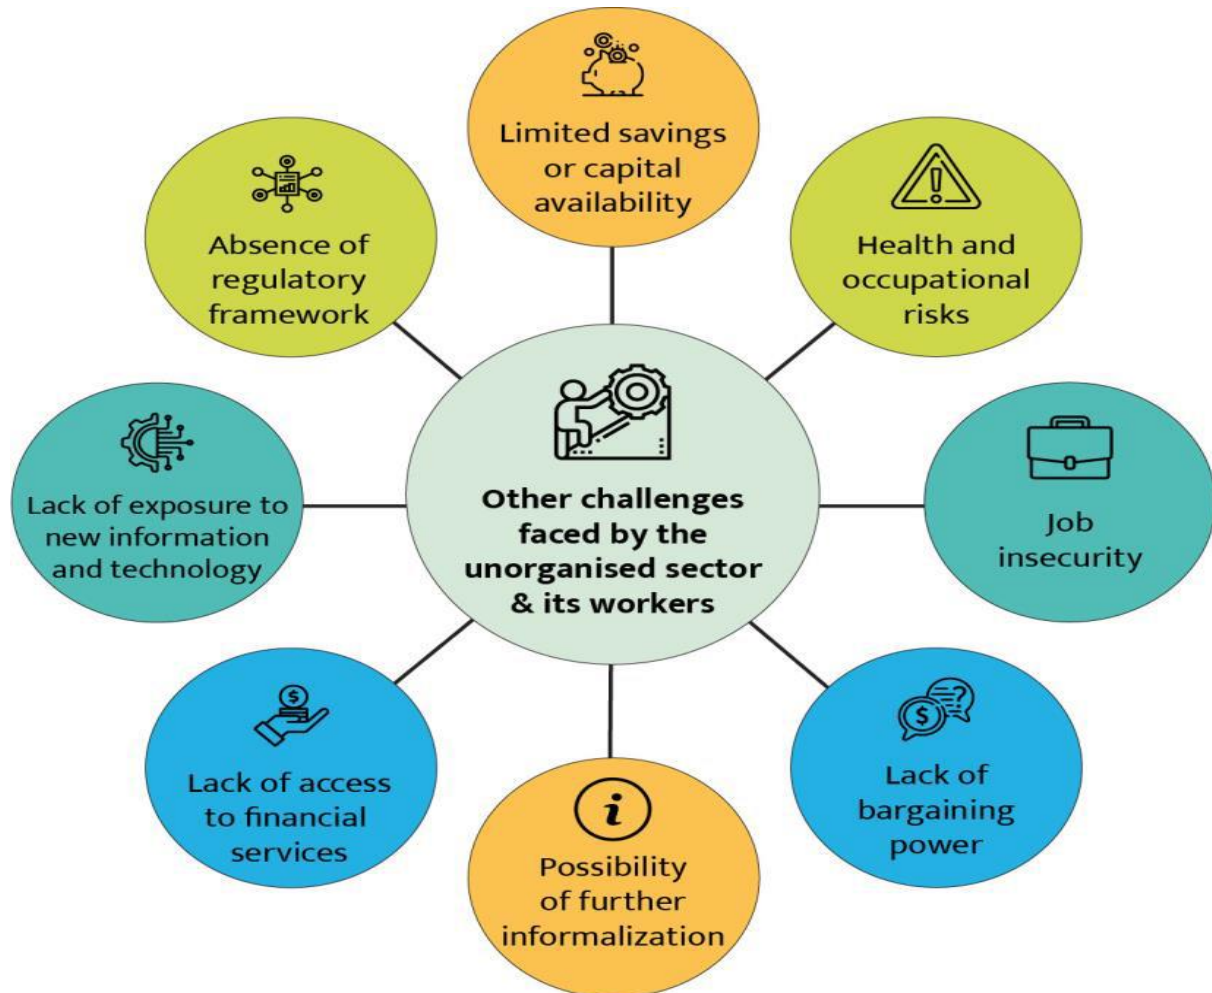 Limited savings
or capital
availability
Health and
occupational
risks
Job
insecurity
Lack of
bargaining
power
Possibility
of further
informalization
Lack of access
to financial
services
Lack of exposure to
new information
and technology
Absence of
regulatory
framework
Other challenges
faced by the
unorganised sector
& its workers